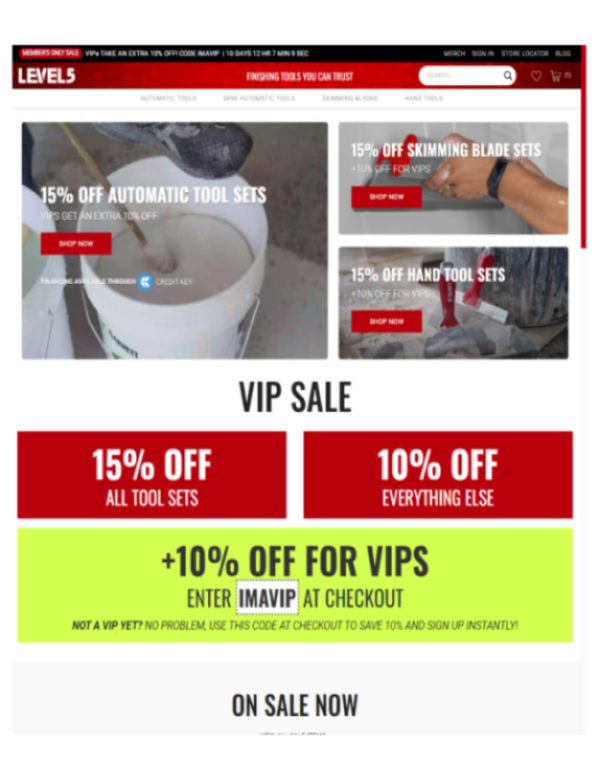 MEMBER'S ONLY SALE VIPs TAKE AN EXTRA 10% OFF! CODE IMAVIP | 10 DAYS 12 HR 7 MIN 9 SEC
MERCH SIGN IN STORE LOCATOR BLOG
LEVEL5
FINISHING TOOLS YOU CAN TRUST
SEARCH...
AUTOMATIC TOOLS SEMI-AUTOMATIC TOOLS SKIMMING BLADES HAND TOOLS
15% OFF AUTOMATIC TOOL SETS
VIPS GET AN EXTRA 10% OFF
SHOP NOW
FINANCING AVAILABLE THROUGH CREDIT KEY
15% OFF SKIMMING BLADE SETS
+10% OFF FOR VIPS
SHOP NOW
15% OFF HAND TOOL SETS
+10% OFF FOR VIPS
SHOP NOW
VIP SALE
15% OFF
ALL TOOL SETS
10% OFF
EVERYTHING ELSE
+10% OFF FOR VIPS
ENTER IMAVIP AT CHECKOUT
NOT A VIP YET? NO PROBLEM, USE THIS CODE AT CHECKOUT TO SAVE 10% AND SIGN UP INSTANTLY!
ON SALE NOW